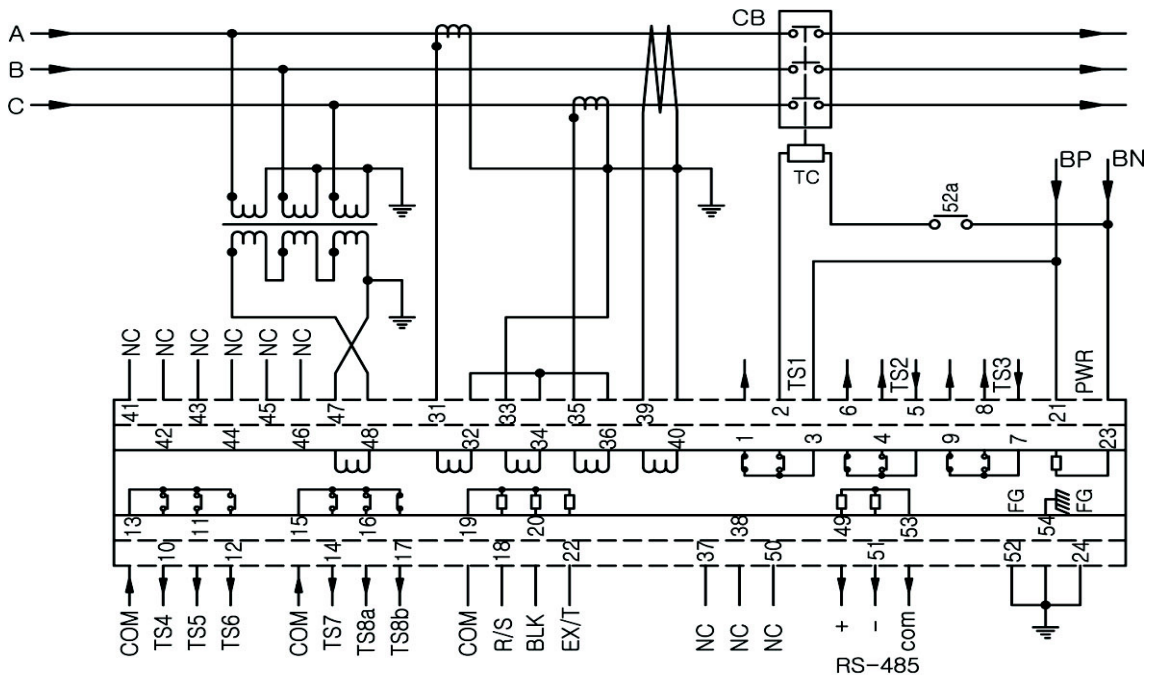 A
B
C
CB
TC
BP
BN
52a
NC NC NC NC NC NC
TS1 TS2 TS3 PWR
41 43 45 47 31 33 35 39 2 6 5 8 21
42 44 46 48 32 34 36 40 1 3 4 9 7 23
FG FG
13 11 15 16 19 20 38 49 53 54
10 12 14 17 18 22 37 50 51 52 24
COM TS4 TS5 TS6 COM TS7 TS8a TS8b COM R/S BLK EX/T NC NC NC + - com
RS-485